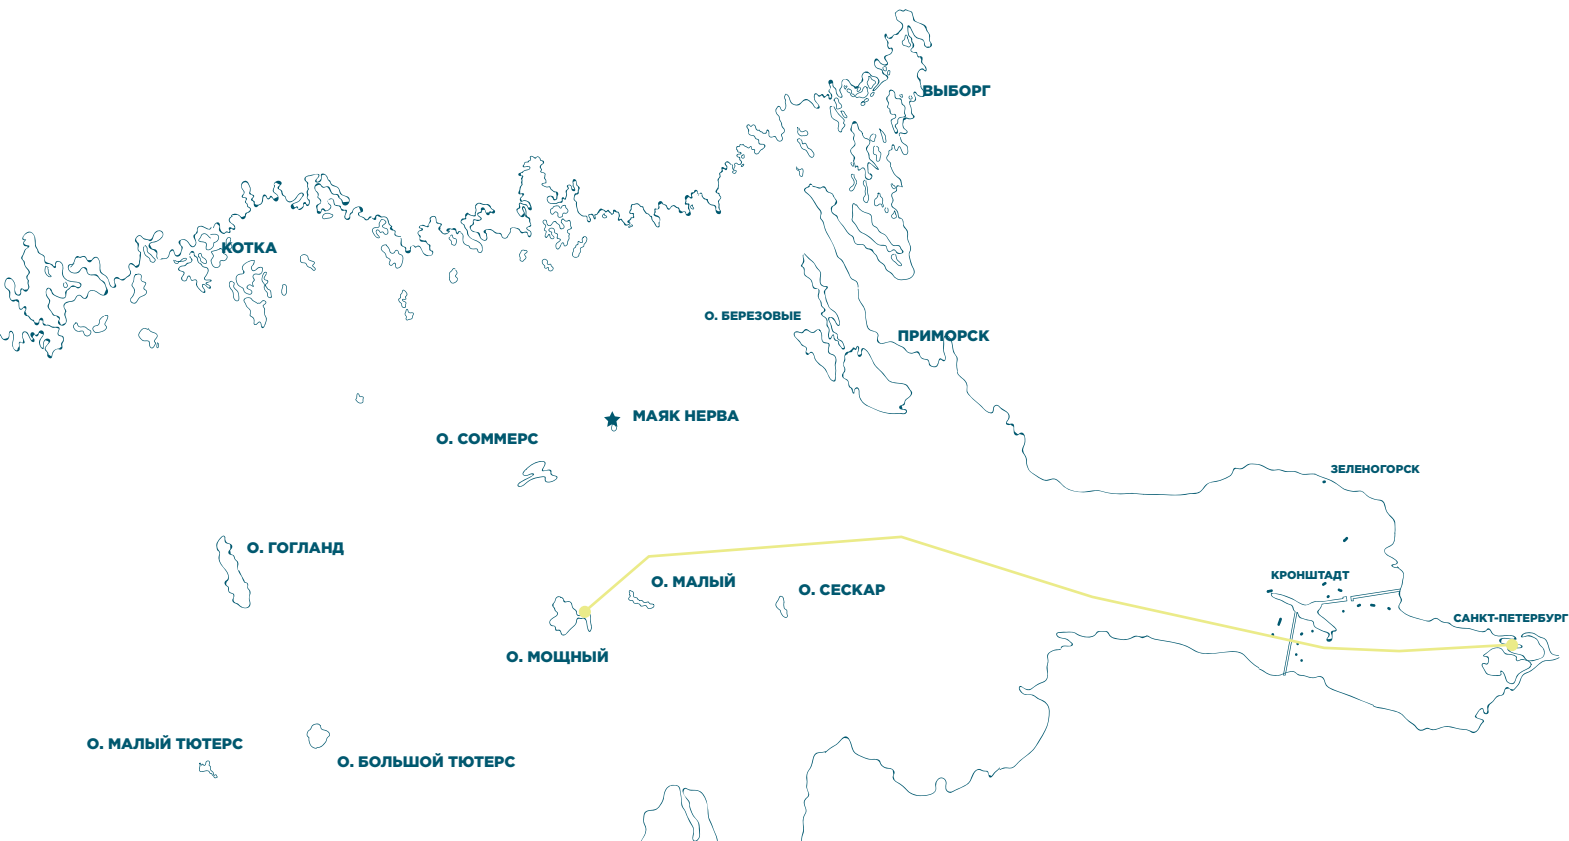 ВЫБОРГ
КОТКА
О. БЕРЕЗОВЫЕ
ПРИМОРСК
МАЯК НЕРВА
О. СОММЕРС
ЗЕЛЕНОГОРСК
О. ГОГЛАНД
КРОНШТАДТ
О. МАЛЫЙ
О. СЕСКАР
САНКТ-ПЕТЕРБУРГ
О. МОЩНЫЙ
О. МАЛЫЙ ТЮТЕРС
О. БОЛЬШОЙ ТЮТЕРС